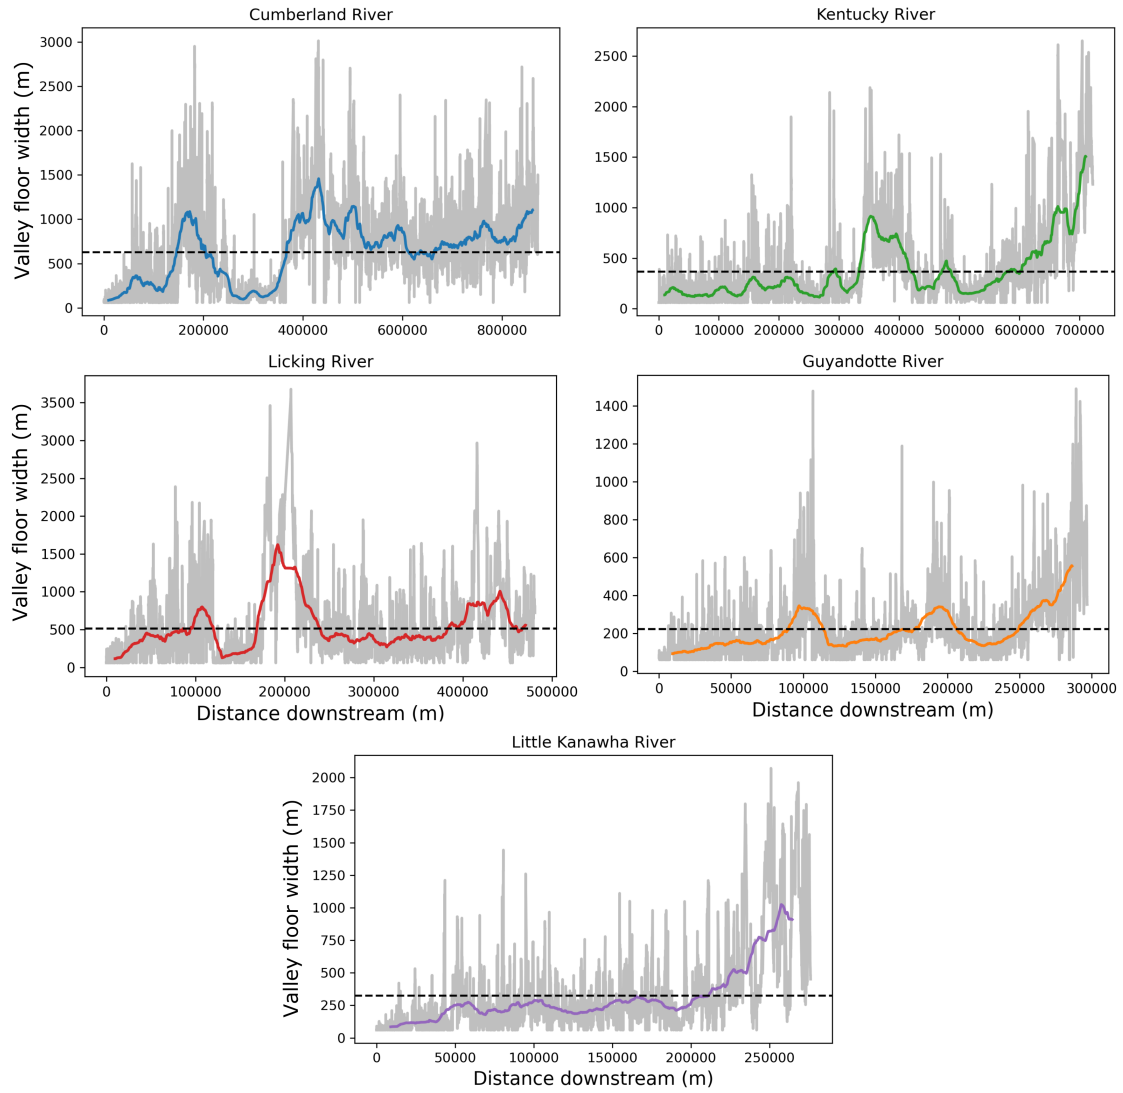 Cumberland River
Kentucky River
Valley floor width (m)
3000
2500
2000
1500
1000
500
0
0 200000 400000 600000 800000
2500
2000
1500
1000
500
0
0 100000 200000 300000 400000 500000 600000 700000
Licking River
Guyandotte River
Valley floor width (m)
3500
3000
2500
2000
1500
1000
500
0
0 100000 200000 300000 400000 500000
Distance downstream (m)
1400
1200
1000
800
600
400
200
0
0 50000 100000 150000 200000 250000 300000
Distance downstream (m)
Little Kanawha River
Valley floor width (m)
2000
1750
1500
1250
1000
750
500
250
0
0 50000 100000 150000 200000 250000
Distance downstream (m)